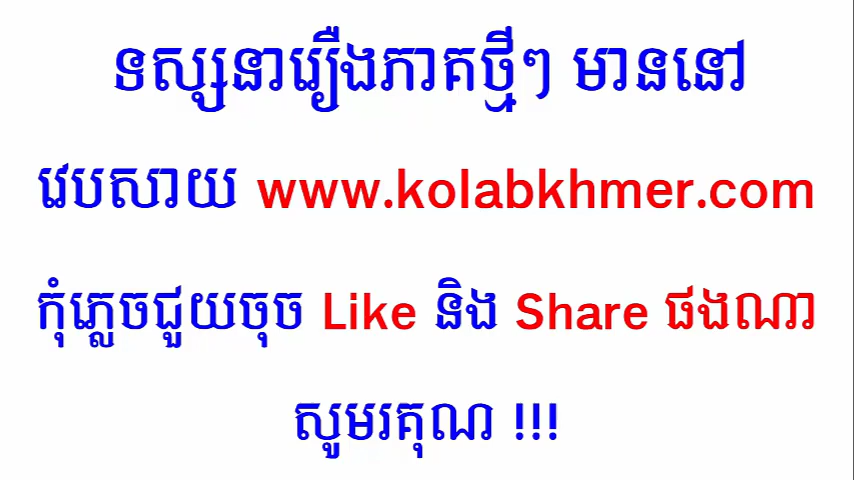 ទស្សនារឿងភាគថ្មីៗ មាននៅ
វេបសាយ www.kolabkhmer.com
កុំភ្លេចជួយចុច Like និង Share ផងណា
សូមរគុណ !!!